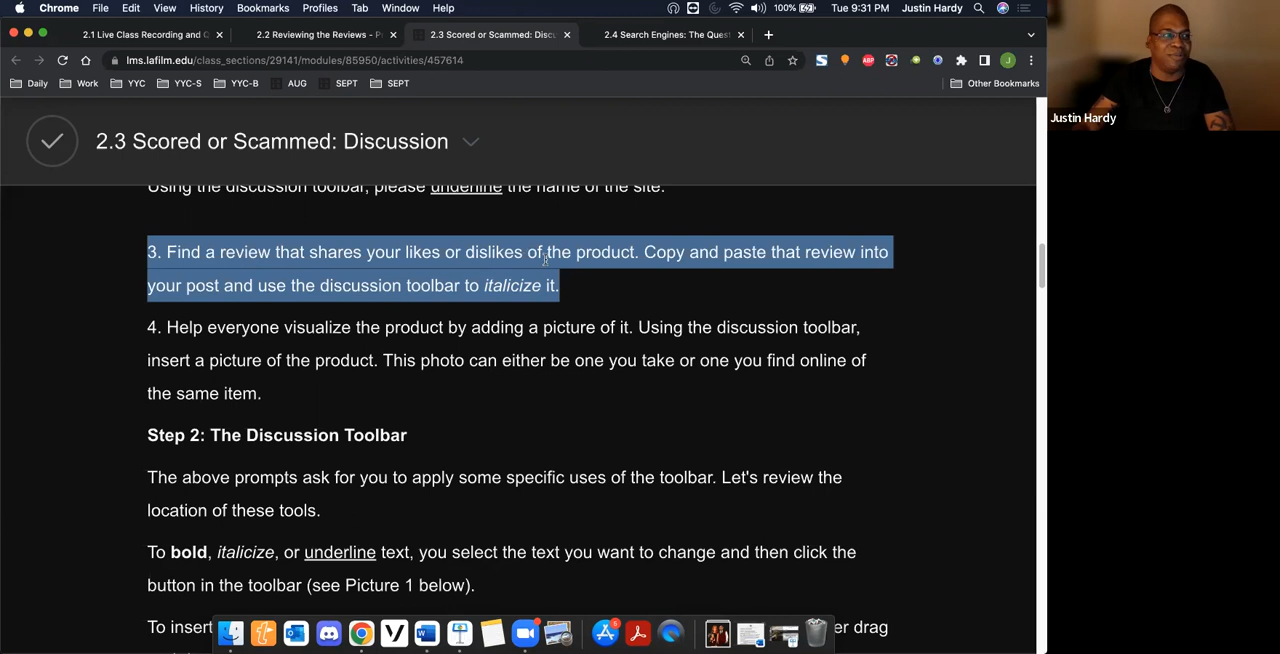 Chrome File Edit View History Bookmarks Profiles Tab Window Help 100% Tue 9:31 PM Justin Hardy
2.1 Live Class Recording and Q 2.2 Reviewing the Reviews - P 2.3 Scored or Scammed: Discu 2.4 Search Engines: The Quest
lms.lafilm.edu/class_sections/29141/modules/85950/activities/457614
Daily Work YYC YYC-S YYC-B AUG SEPT SEPT Other Bookmarks
Justin Hardy
2.3 Scored or Scammed: Discussion
Using the discussion toolbar, please underline the name of the site.
3. Find a review that shares your likes or dislikes of the product. Copy and paste that review into
your post and use the discussion toolbar to italicize it.
4. Help everyone visualize the product by adding a picture of it. Using the discussion toolbar,
insert a picture of the product. This photo can either be one you take or one you find online of
the same item.
Step 2: The Discussion Toolbar
The above prompts ask for you to apply some specific uses of the toolbar. Let's review the
location of these tools.
To bold, italicize, or underline text, you select the text you want to change and then click the
button in the toolbar (see Picture 1 below).
To insert er drag